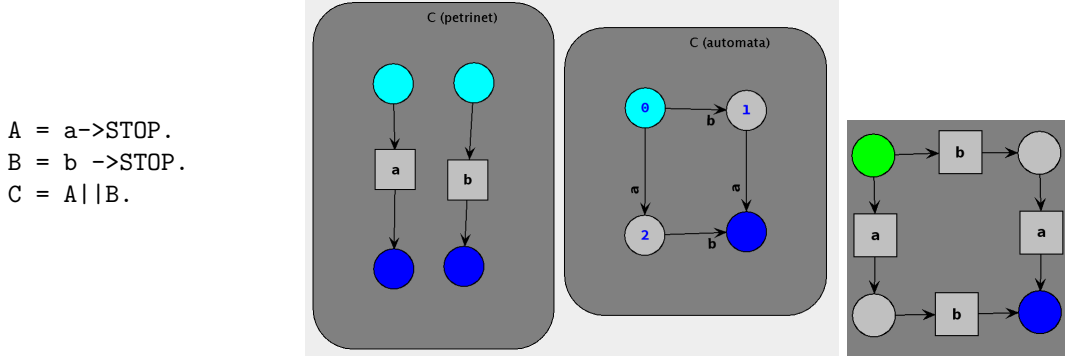 A = a->STOP.
B = b ->STOP.
C = A||B.
C (petrinet)
a
b
C (automata)
0
b
1
a
a
2
b
b
a
a
b